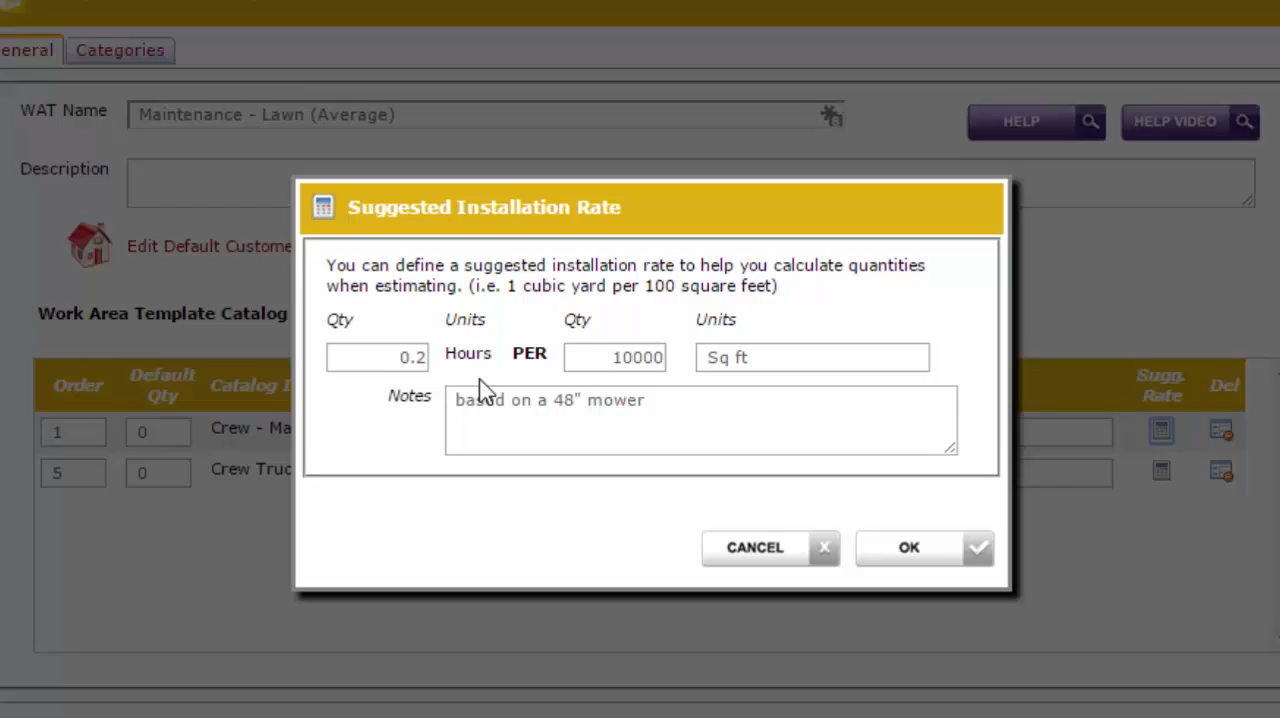 eneral
Categories
WAT Name
Maintenance - Lawn (Average)
HELP
HELP VIDEO
Description
Suggested Installation Rate
Edit Default Custome
You can define a suggested installation rate to help you calculate quantities
when estimating. (i.e. 1 cubic yard per 100 square feet)
Work Area Template Catalog
Qty Units Qty Units
0.2 Hours PER 10000 Sq ft
Notes based on a 48" mower
Order Default Qty Catalog I Sugg. Rate Del
1 0 Crew - Ma
5 0 Crew Truc
CANCEL X OK